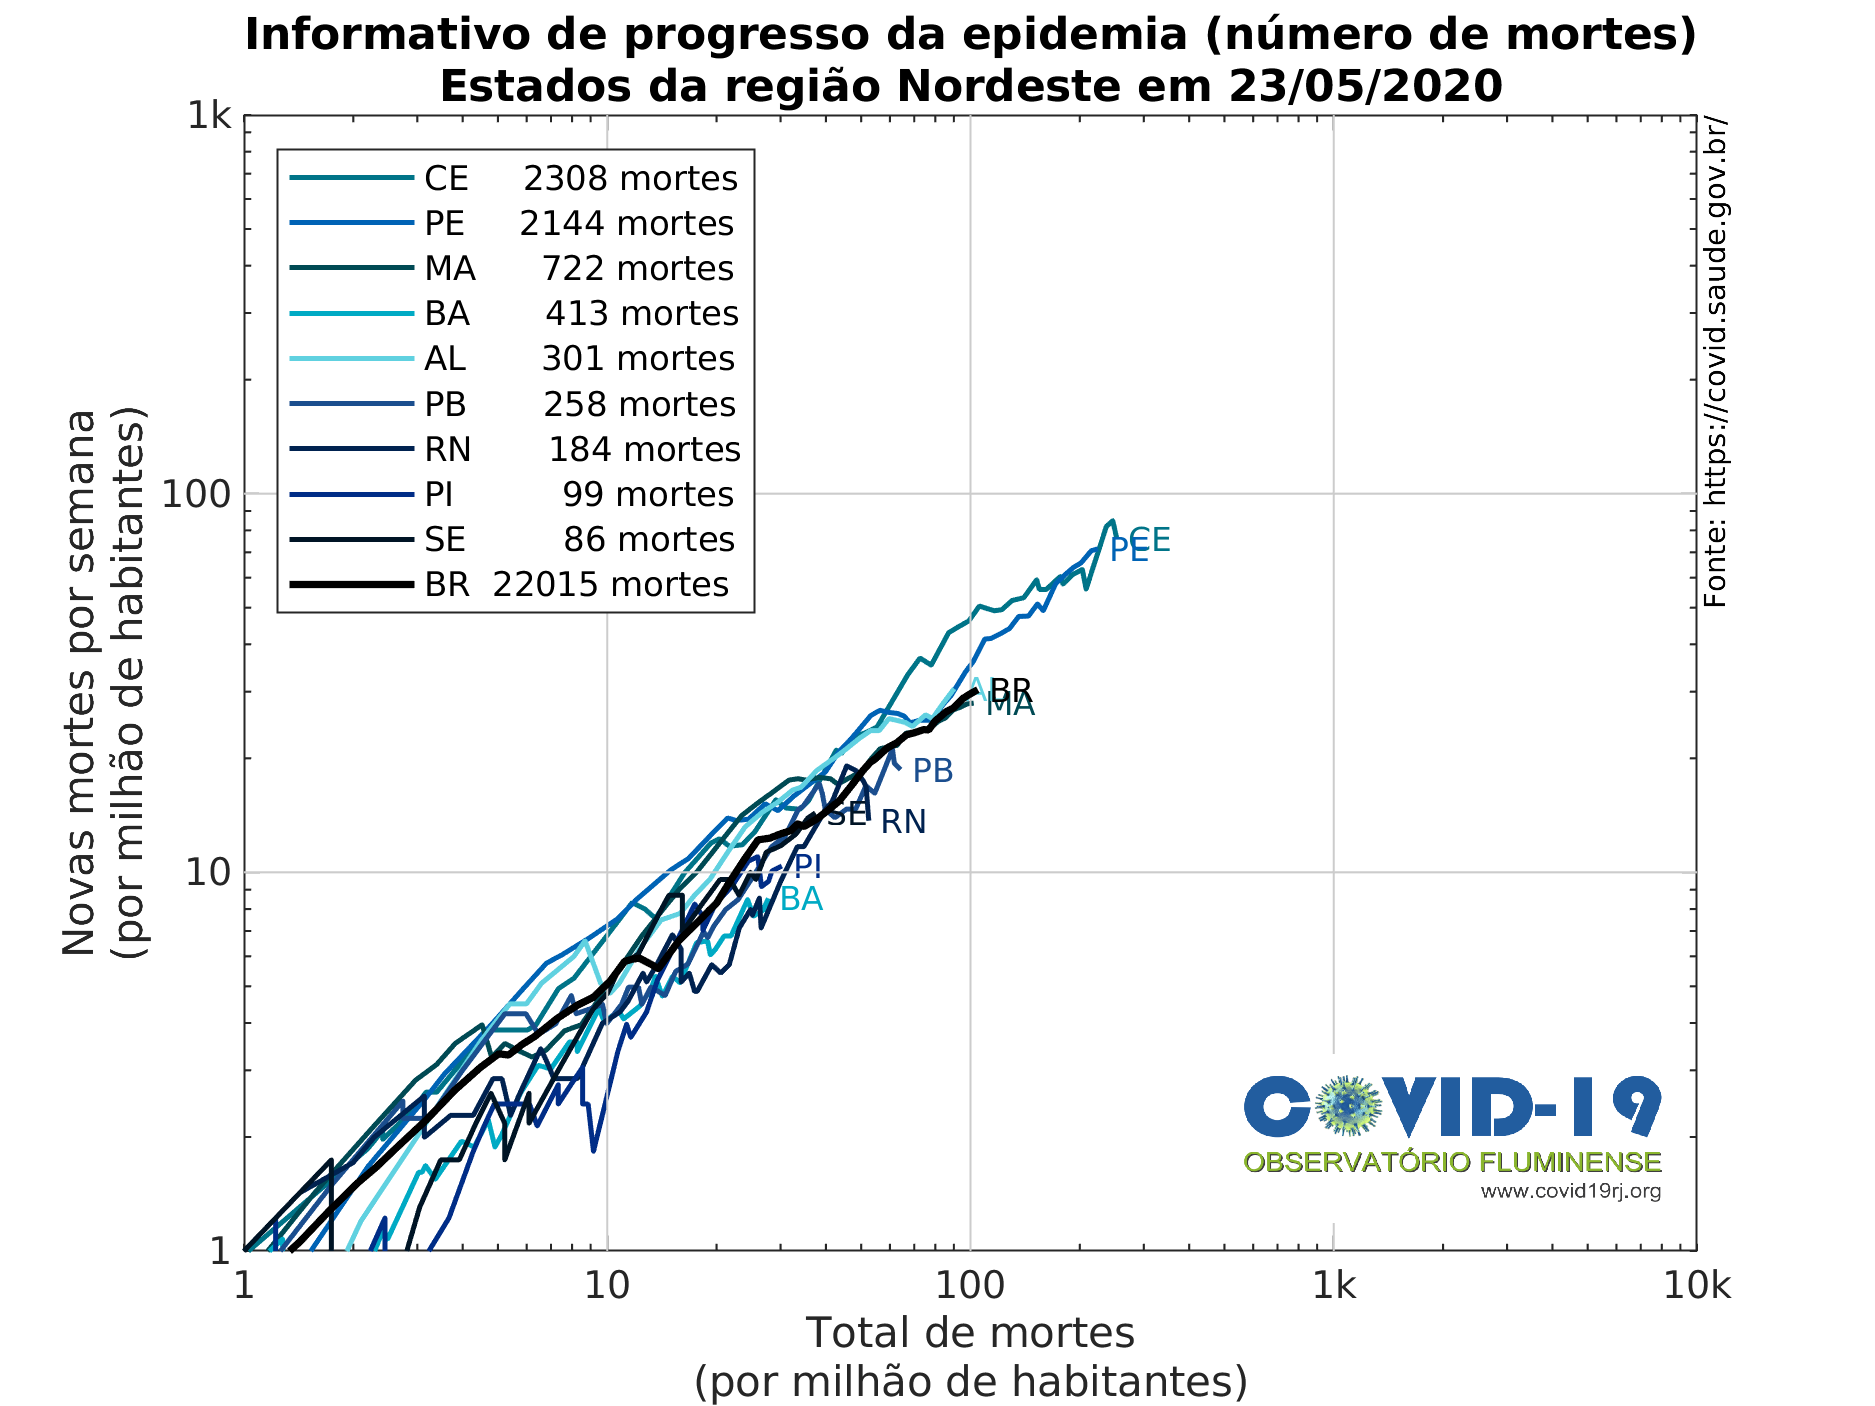 Informativo de progresso da epidemia (número de mortes)
Estados da região Nordeste em 23/05/2020
1k
100
10
1
Novas mortes por semana
(por milhão de habitantes)
CE 2308 mortes
PE 2144 mortes
MA 722 mortes
BA 413 mortes
AL 301 mortes
PB 258 mortes
RN 184 mortes
PI 99 mortes
SE 86 mortes
BR 22015 mortes
CE
PE
AL
BR
MA
PB
SE
RN
PI
BA
Fonte: https://covid.saude.gov.br/
COVID-19
OBSERVATÓRIO FLUMINENSE
www.covid19rj.org
1 10 100 1k 10k
Total de mortes
(por milhão de habitantes)